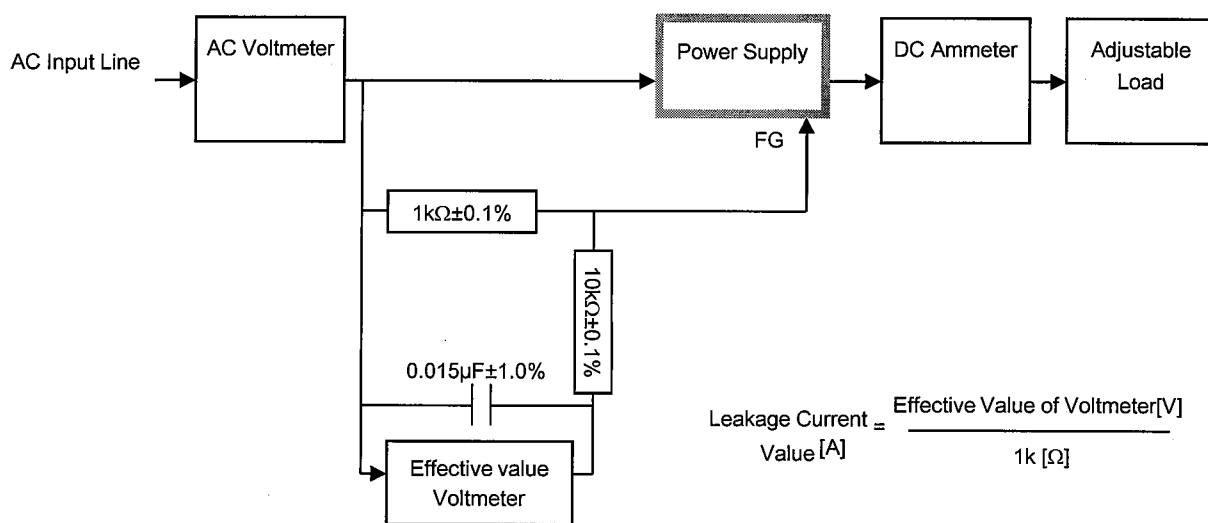 AC Input Line
AC Voltmeter
Power Supply
DC Ammeter
Adjustable
Load
FG
1kΩ±0.1%
10kΩ±0.1%
0.015µF±1.0%
Effective value
Voltmeter
Leakage Current
Value [A]
=
Effective Value of Voltmeter[V]
1k [Ω]